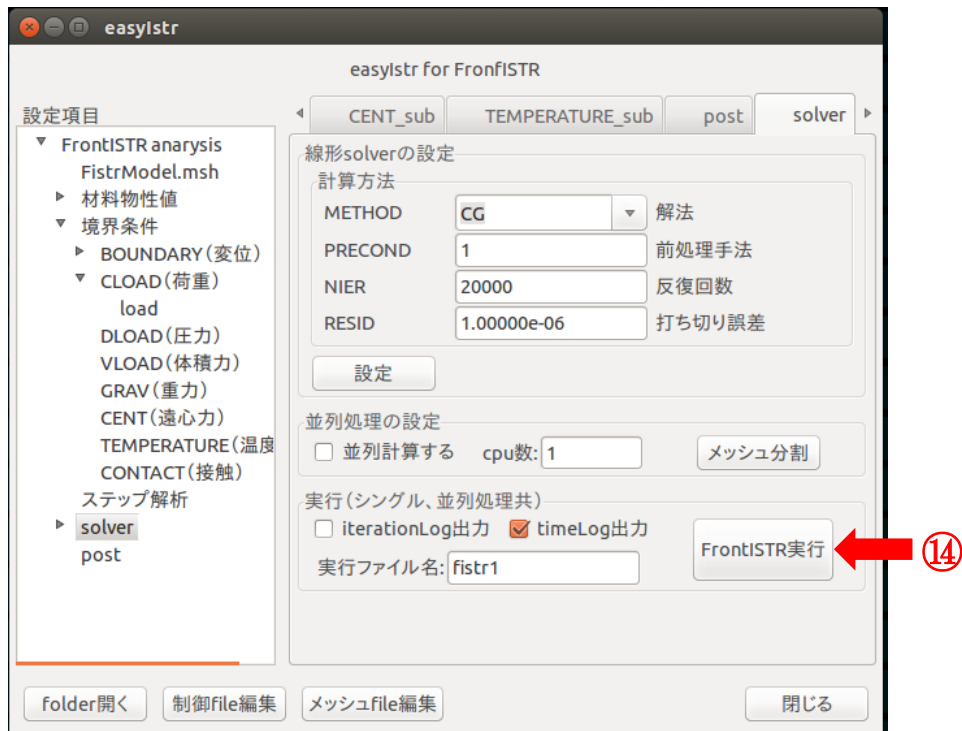 easyIstr
easyIstr for FronfISTR
設定項目
FrontISTR anarysis
FistrModel.msh
材料物性値
境界条件
BOUNDARY(変位)
CLOAD(荷重)
load
DLOAD(圧力)
VLOAD(体積力)
GRAV(重力)
CENT(遠心力)
TEMPERATURE(温度
CONTACT(接触)
ステップ解析
solver
post
CENT_sub TEMPERATURE_sub post solver
線形solverの設定
計算方法
METHOD CG 解法
PRECOND 1 前処理手法
NIER 20000 反復回数
RESID 1.00000e-06 打ち切り誤差
設定
並列処理の設定
並列計算する cpu数: 1 メッシュ分割
実行(シングル、並列処理共)
iterationLog出力 timeLog出力
実行ファイル名: fistr1
FrontISTR実行
⑭
folder開く 制御file編集 メッシュfile編集 閉じる